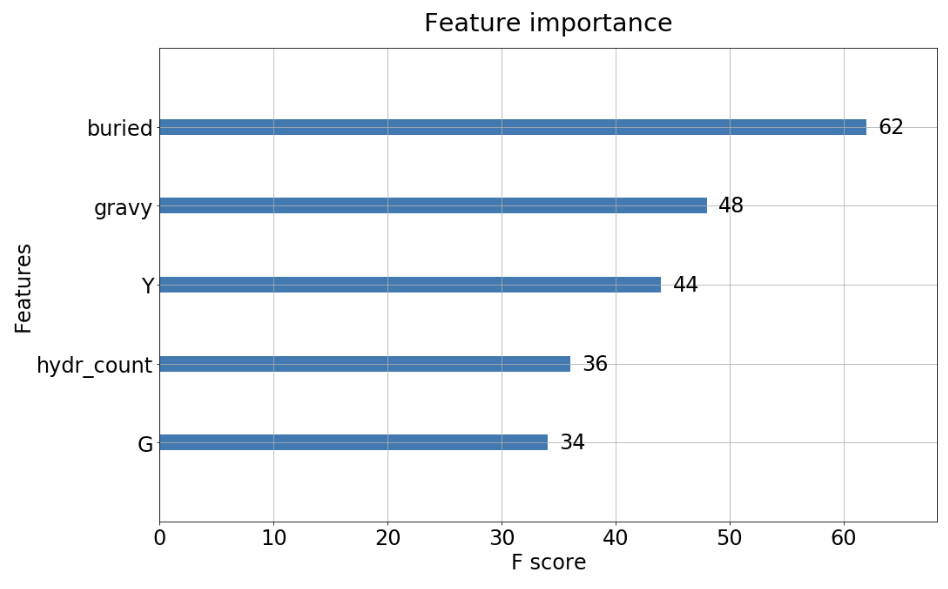 Feature importance
buried
62
gravy
48
Y
44
hydr_count
36
G
34
Features
0 10 20 30 40 50 60
F score